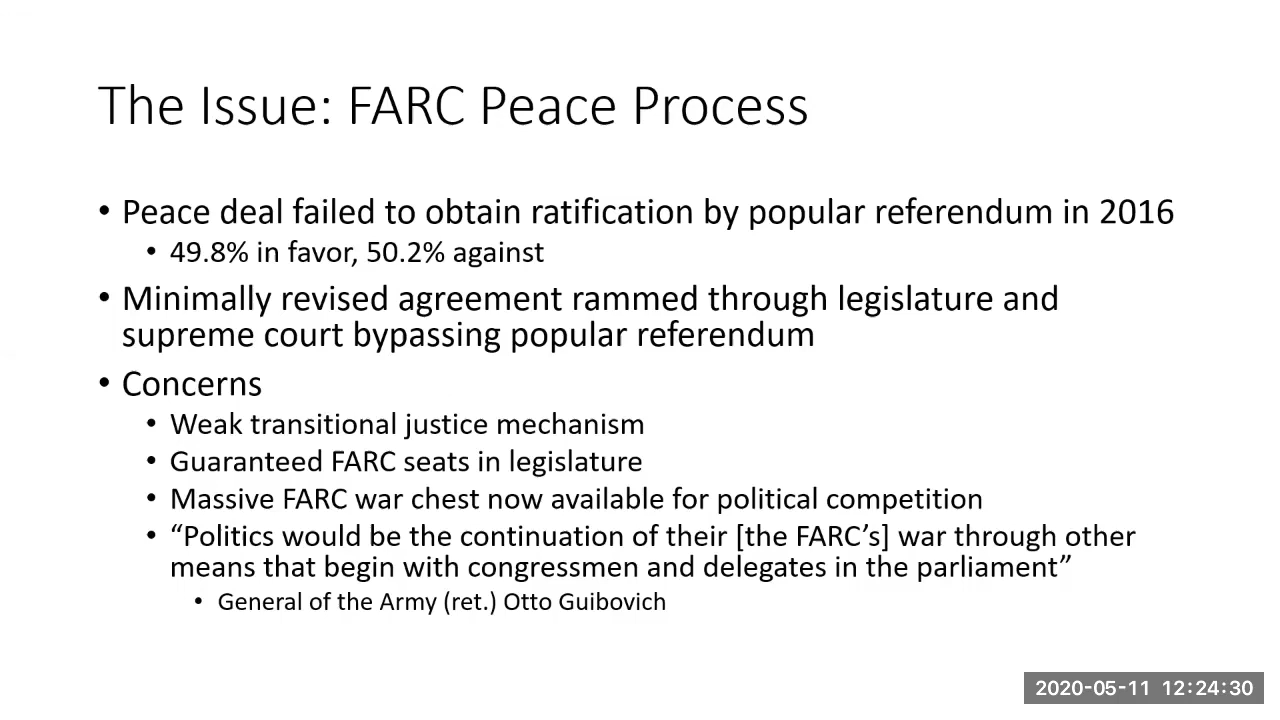 The Issue: FARC Peace Process
• Peace deal failed to obtain ratification by popular referendum in 2016
• 49.8% in favor, 50.2% against
• Minimally revised agreement rammed through legislature and
supreme court bypassing popular referendum
• Concerns
• Weak transitional justice mechanism
• Guaranteed FARC seats in legislature
• Massive FARC war chest now available for political competition
• “Politics would be the continuation of their [the FARC’s] war through other
means that begin with congressmen and delegates in the parliament”
• General of the Army (ret.) Otto Guibovich
2020-05-11 12:24:30